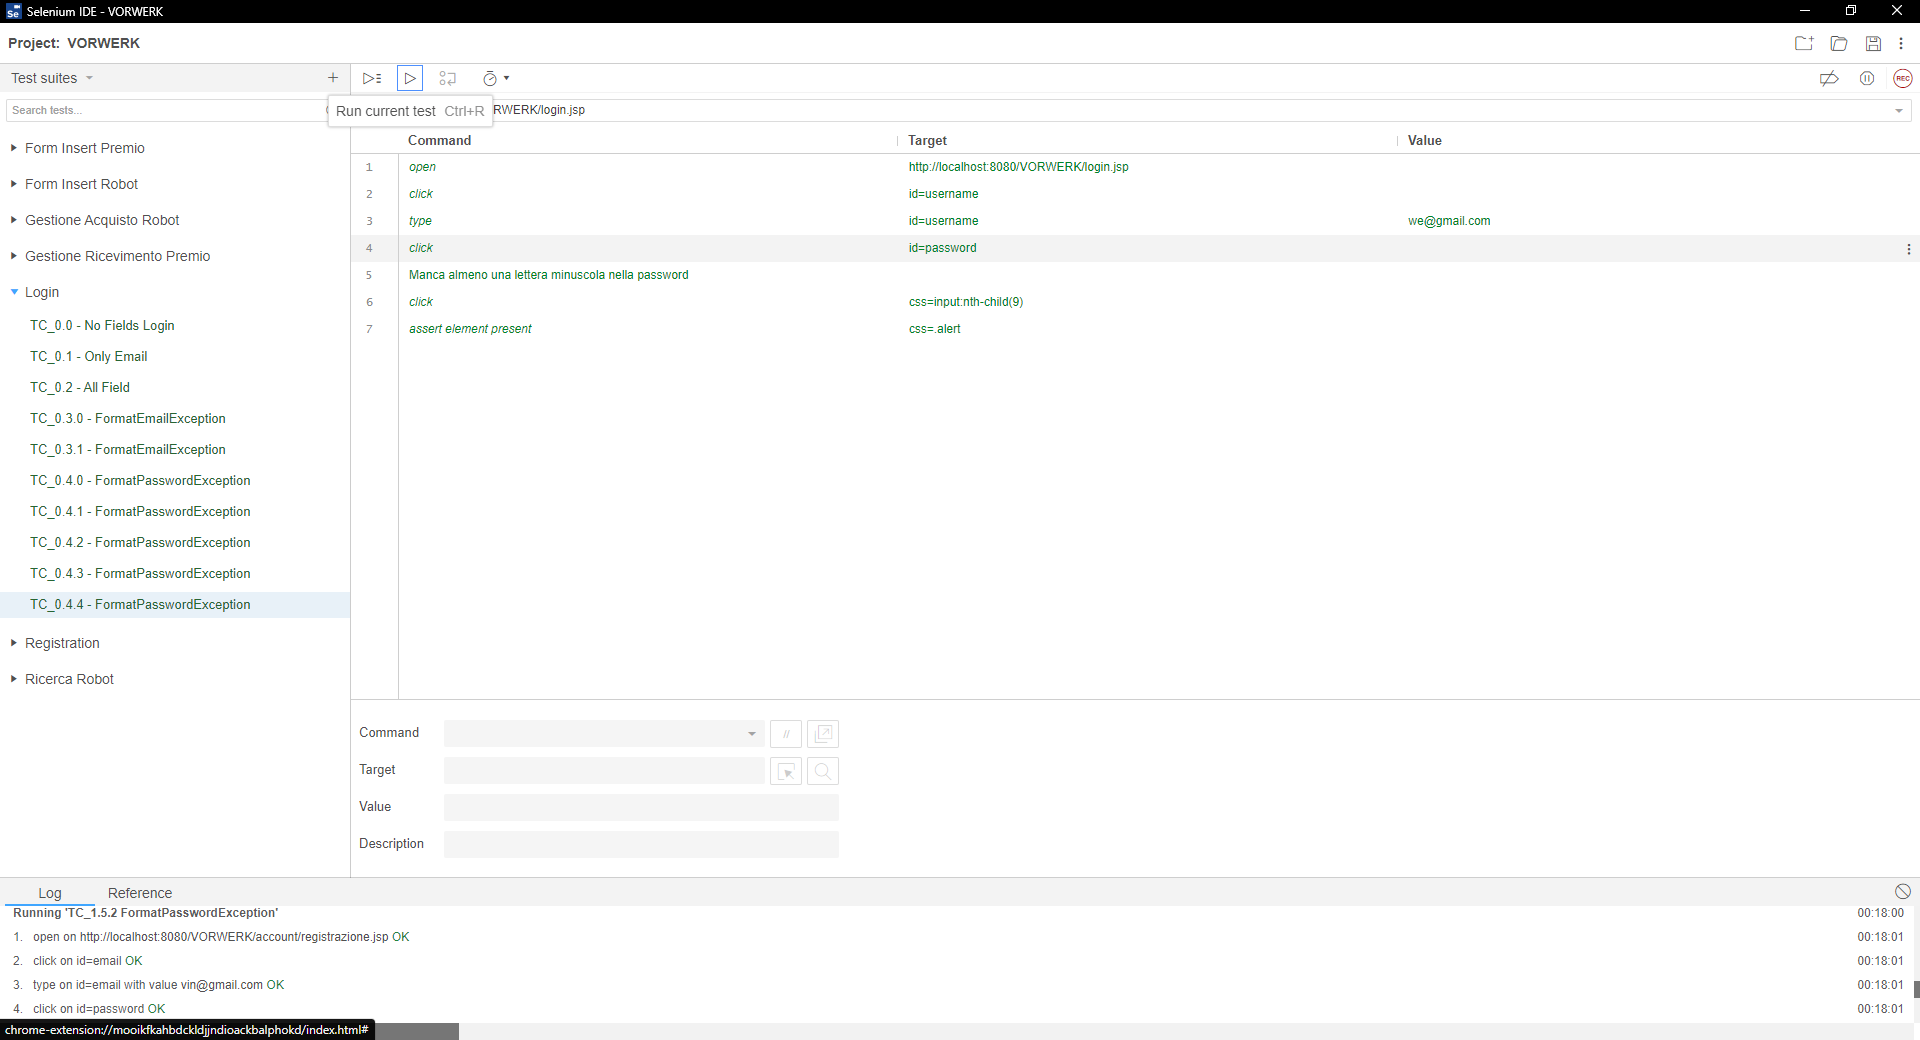 Selenium IDE - VORWERK
Project: VORWERK
Test suites
Search tests...
Run current test Ctrl+R
RWERK/login.jsp
Form Insert Premio
Form Insert Robot
Gestione Acquisto Robot
Gestione Ricevimento Premio
Login
TC_0.0 - No Fields Login
TC_0.1 - Only Email
TC_0.2 - All Field
TC_0.3.0 - FormatEmailException
TC_0.3.1 - FormatEmailException
TC_0.4.0 - FormatPasswordException
TC_0.4.1 - FormatPasswordException
TC_0.4.2 - FormatPasswordException
TC_0.4.3 - FormatPasswordException
TC_0.4.4 - FormatPasswordException
Registration
Ricerca Robot
REC
Command Target Value
1 open http://localhost:8080/VORWERK/login.jsp
2 click id=username
3 type id=username we@gmail.com
4 click id=password
5 Manca almeno una lettera minuscola nella password
6 click css=input:nth-child(9)
7 assert element present css=.alert
Command
//
Target
Value
Description
Log Reference
Running 'TC_1.5.2 FormatPasswordException' 00:18:00
1. open on http://localhost:8080/VORWERK/account/registrazione.jsp OK 00:18:01
2. click on id=email OK 00:18:01
3. type on id=email with value vin@gmail.com OK 00:18:01
4. click on id=password OK 00:18:01
chrome-extension://mooikfkahbdckldjjndioackbalphokd/index.html#